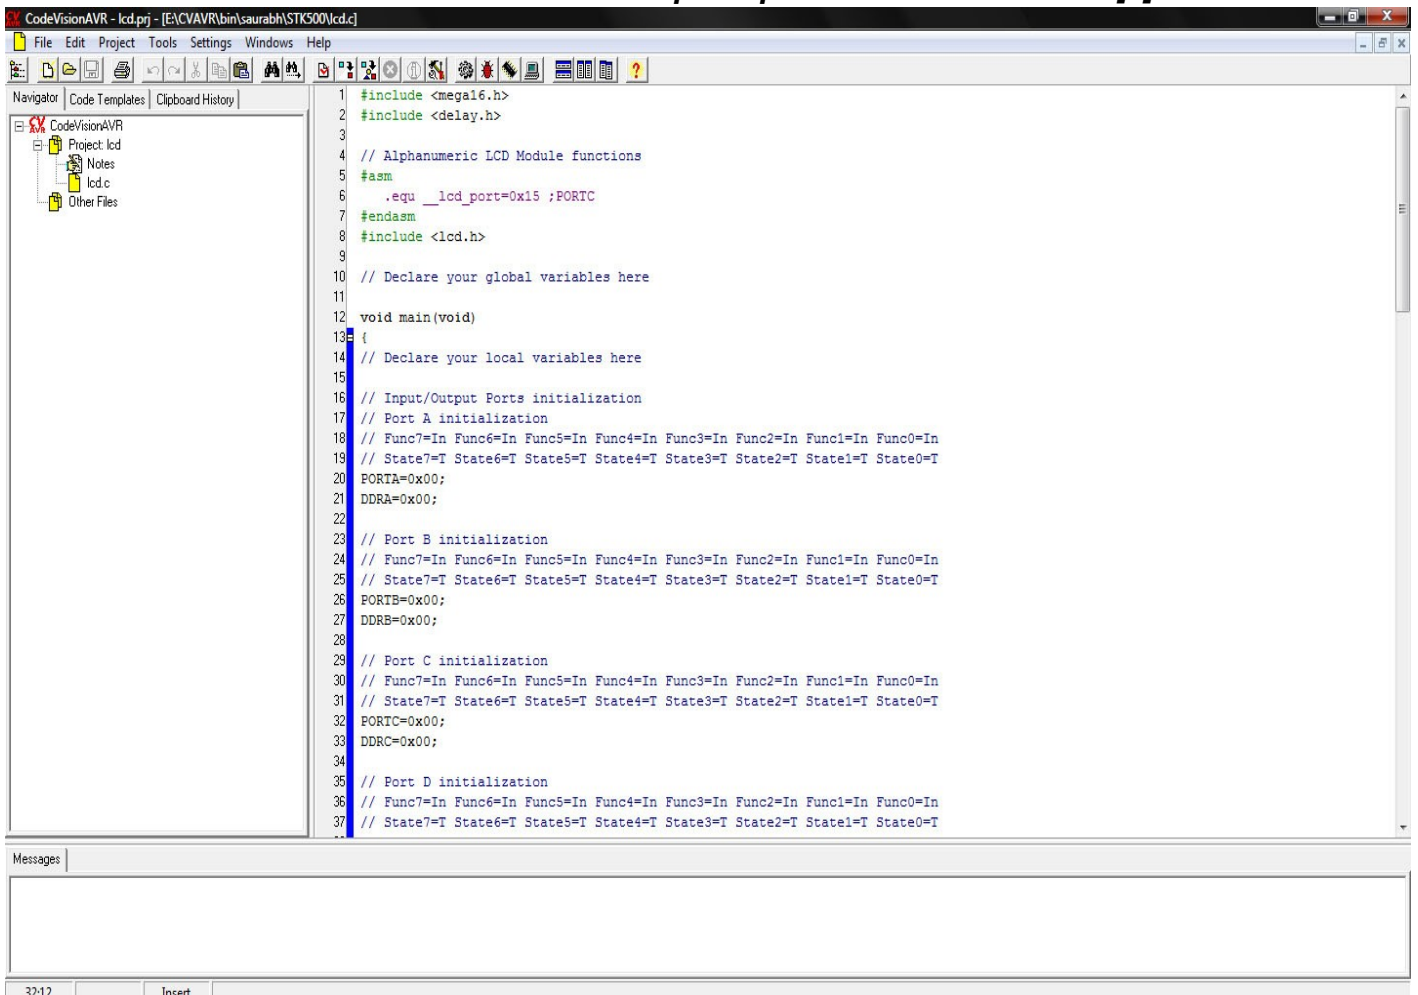 CodeVisionAVR - lcd.prj - [E:\CVAVR\bin\saurabh\STK500\lcd.c]
File Edit Project Tools Settings Windows Help
Navigator Code Templates Clipboard History
CodeVisionAVR
Project: lcd
Notes
lcd.c
Other Files
1 #include <mega16.h>
2 #include <delay.h>
3
4 // Alphanumeric LCD Module functions
5 #asm
6 .equ __lcd_port=0x15 ;PORTC
7 #endasm
8 #include <lcd.h>
9
10 // Declare your global variables here
11
12 void main(void)
13 {
14 // Declare your local variables here
15
16 // Input/Output Ports initialization
17 // Port A initialization
18 // Func7=In Func6=In Func5=In Func4=In Func3=In Func2=In Func1=In Func0=In
19 // State7=T State6=T State5=T State4=T State3=T State2=T State1=T State0=T
20 PORTA=0x00;
21 DDRA=0x00;
22
23 // Port B initialization
24 // Func7=In Func6=In Func5=In Func4=In Func3=In Func2=In Func1=In Func0=In
25 // State7=T State6=T State5=T State4=T State3=T State2=T State1=T State0=T
26 PORTB=0x00;
27 DDRB=0x00;
28
29 // Port C initialization
30 // Func7=In Func6=In Func5=In Func4=In Func3=In Func2=In Func1=In Func0=In
31 // State7=T State6=T State5=T State4=T State3=T State2=T State1=T State0=T
32 PORTC=0x00;
33 DDRC=0x00;
34
35 // Port D initialization
36 // Func7=In Func6=In Func5=In Func4=In Func3=In Func2=In Func1=In Func0=In
37 // State7=T State6=T State5=T State4=T State3=T State2=T State1=T State0=T
Messages
32:12 Insert